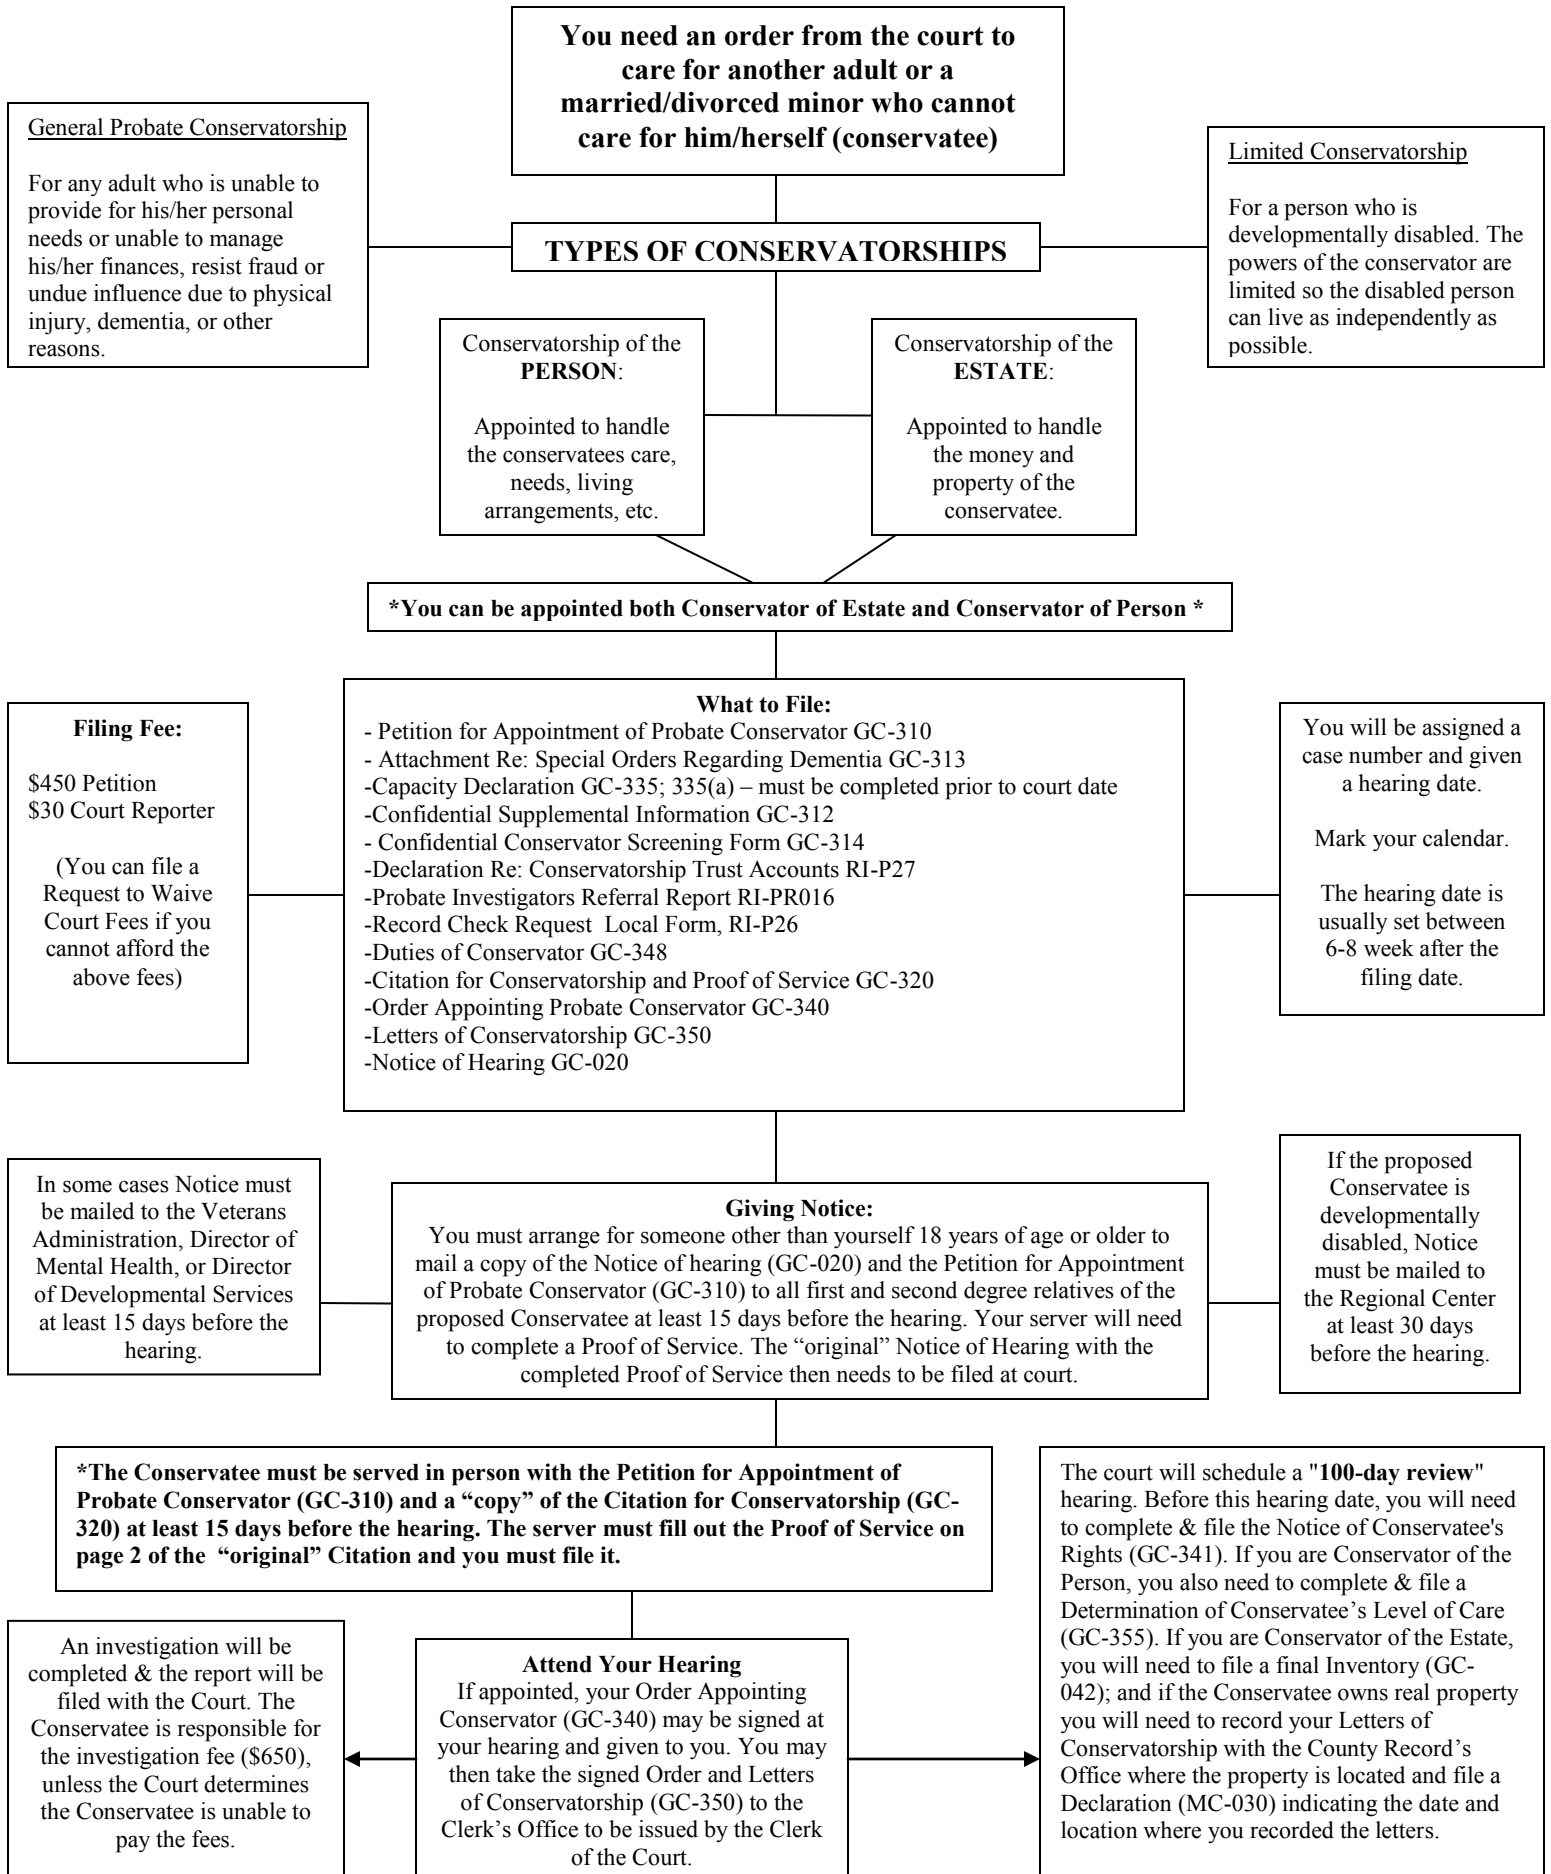 You need an order from the court to
care for another adult or a
married/divorced minor who cannot
care for him/herself (conservatee)
General Probate Conservatorship
For any adult who is unable to
provide for his/her personal
needs or unable to manage
his/her finances, resist fraud or
undue influence due to physical
injury, dementia, or other
reasons.
TYPES OF CONSERVATORSHIPS
Limited Conservatorship
For a person who is
developmentally disabled. The
powers of the conservator are
limited so the disabled person
can live as independently as
possible.
Conservatorship of the
PERSON:
Appointed to handle
the conservatees care,
needs, living
arrangements, etc.
Conservatorship of the
ESTATE:
Appointed to handle
the money and
property of the
conservatee.
*You can be appointed both Conservator of Estate and Conservator of Person *
Filing Fee:
$450 Petition
$30 Court Reporter
(You can file a
Request to Waive
Court Fees if you
cannot afford the
above fees)
What to File:
- Petition for Appointment of Probate Conservator GC-310
- Attachment Re: Special Orders Regarding Dementia GC-313
-Capacity Declaration GC-335; 335(a) – must be completed prior to court date
-Confidential Supplemental Information GC-312
- Confidential Conservator Screening Form GC-314
-Declaration Re: Conservatorship Trust Accounts RI-P27
-Probate Investigators Referral Report RI-PR016
-Record Check Request  Local Form, RI-P26
-Duties of Conservator GC-348
-Citation for Conservatorship and Proof of Service GC-320
-Order Appointing Probate Conservator GC-340
-Letters of Conservatorship GC-350
-Notice of Hearing GC-020
You will be assigned a
case number and given
a hearing date.
Mark your calendar.
The hearing date is
usually set between
6-8 week after the
filing date.
In some cases Notice must
be mailed to the Veterans
Administration, Director of
Mental Health, or Director
of Developmental Services
at least 15 days before the
hearing.
Giving Notice:
You must arrange for someone other than yourself 18 years of age or older to
mail a copy of the Notice of hearing (GC-020) and the Petition for Appointment
of Probate Conservator (GC-310) to all first and second degree relatives of the
proposed Conservatee at least 15 days before the hearing. Your server will need
to complete a Proof of Service. The “original” Notice of Hearing with the
completed Proof of Service then needs to be filed at court.
If the proposed
Conservatee is
developmentally
disabled, Notice
must be mailed to
the Regional Center
at least 30 days
before the hearing.
*The Conservatee must be served in person with the Petition for Appointment of
Probate Conservator (GC-310) and a “copy” of the Citation for Conservatorship (GC-
320) at least 15 days before the hearing. The server must fill out the Proof of Service on
page 2 of the  “original” Citation and you must file it.
An investigation will be
completed & the report will be
filed with the Court. The
Conservatee is responsible for
the investigation fee ($650),
unless the Court determines
the Conservatee is unable to
pay the fees.
Attend Your Hearing
If appointed, your Order Appointing
Conservator (GC-340) may be signed at
your hearing and given to you. You may
then take the signed Order and Letters
of Conservatorship (GC-350) to the
Clerk’s Office to be issued by the Clerk
of the Court.
The court will schedule a "100-day review"
hearing. Before this hearing date, you will need
to complete & file the Notice of Conservatee's
Rights (GC-341). If you are Conservator of the
Person, you also need to complete & file a
Determination of Conservatee’s Level of Care
(GC-355). If you are Conservator of the Estate,
you will need to file a final Inventory (GC-
042); and if the Conservatee owns real property
you will need to record your Letters of
Conservatorship with the County Record’s
Office where the property is located and file a
Declaration (MC-030) indicating the date and
location where you recorded the letters.